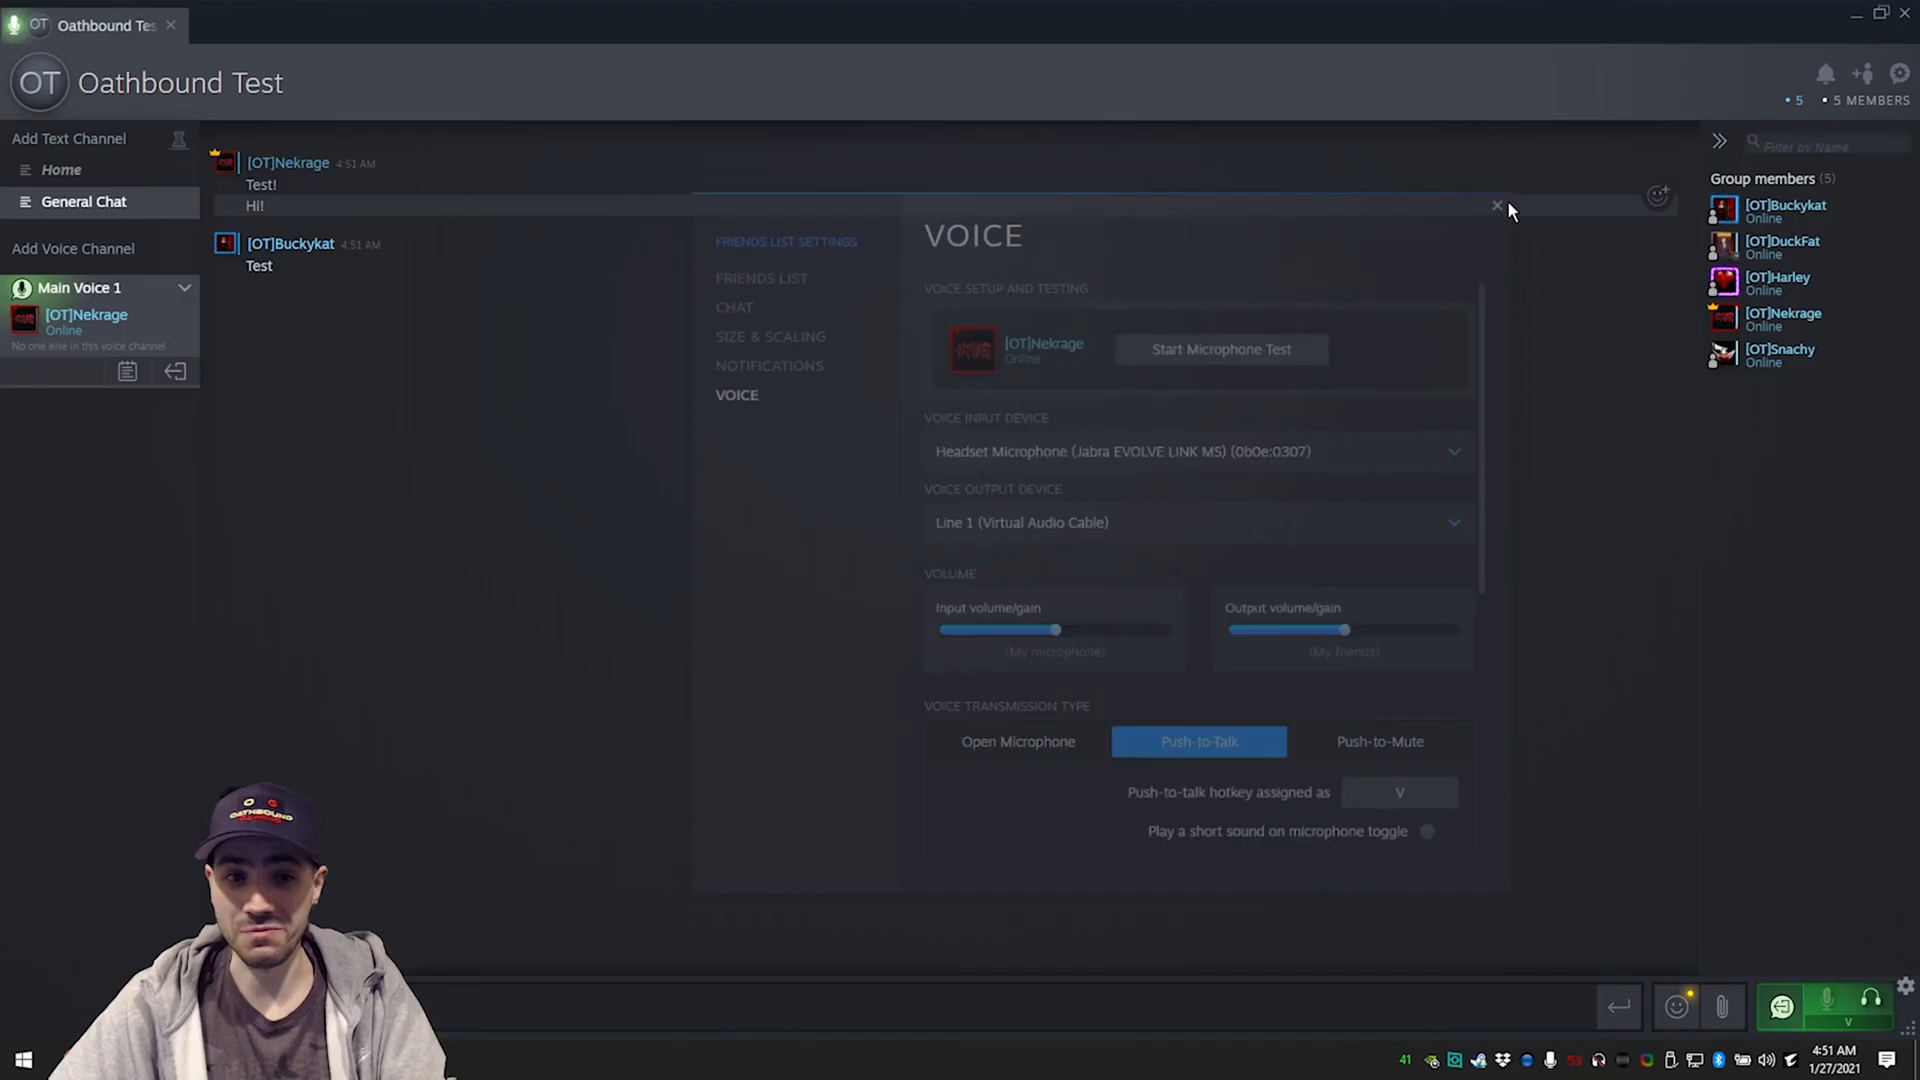 OT Oathbound Tes
OT Oathbound Test
5 5 MEMBERS
Add Text Channel
Home
General Chat
Add Voice Channel
Main Voice 1
[OT]Nekrage
Online
No one else in this voice channel
[OT]Nekrage 4:51 AM
Test!
Hi!
[OT]Buckykat 4:51 AM
Test
FRIENDS LIST SETTINGS
FRIENDS LIST
CHAT
SIZE & SCALING
NOTIFICATIONS
VOICE
VOICE
VOICE SETUP AND TESTING
[OT]Nekrage
Online
Start Microphone Test
VOICE INPUT DEVICE
Headset Microphone (Jabra EVOLVE LINK MS) (0b0e:0307)
VOICE OUTPUT DEVICE
Line 1 (Virtual Audio Cable)
VOLUME
Input volume/gain
(My microphone)
Output volume/gain
(My friends)
VOICE TRANSMISSION TYPE
Open Microphone Push-to-Talk Push-to-Mute
Push-to-talk hotkey assigned as V
Play a short sound on microphone toggle
Filter by Name
Group members (5)
[OT]Buckykat
Online
[OT]DuckFat
Online
[OT]Harley
Online
[OT]Nekrage
Online
[OT]Snachy
Online
O G
OATHBOUND
GAMING
V
41
53
4:51 AM
1/27/2021